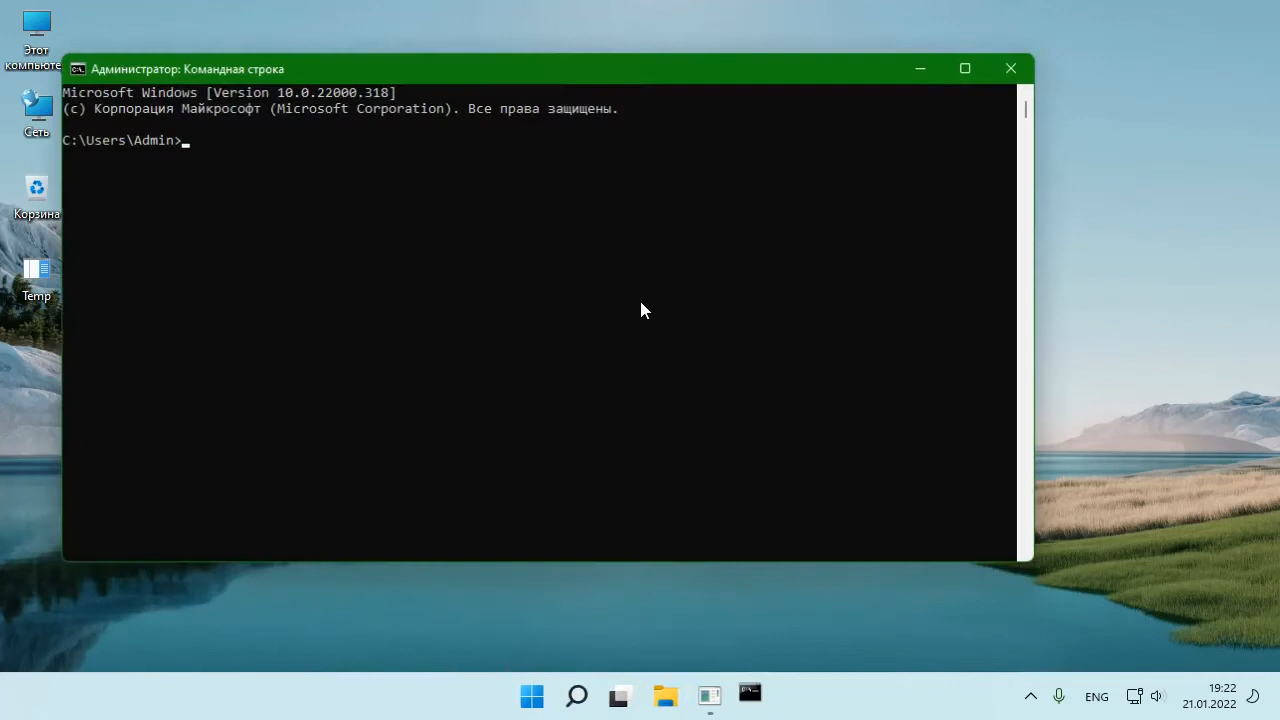 Этот
компьюте
Сеть
Корзина
Temp
Администратор: Командная строка
Microsoft Windows [Version 10.0.22000.318]
(c) Корпорация Майкрософт (Microsoft Corporation). Все права защищены.
C:\Users\Admin>
ENG
19:22
21.01.2022